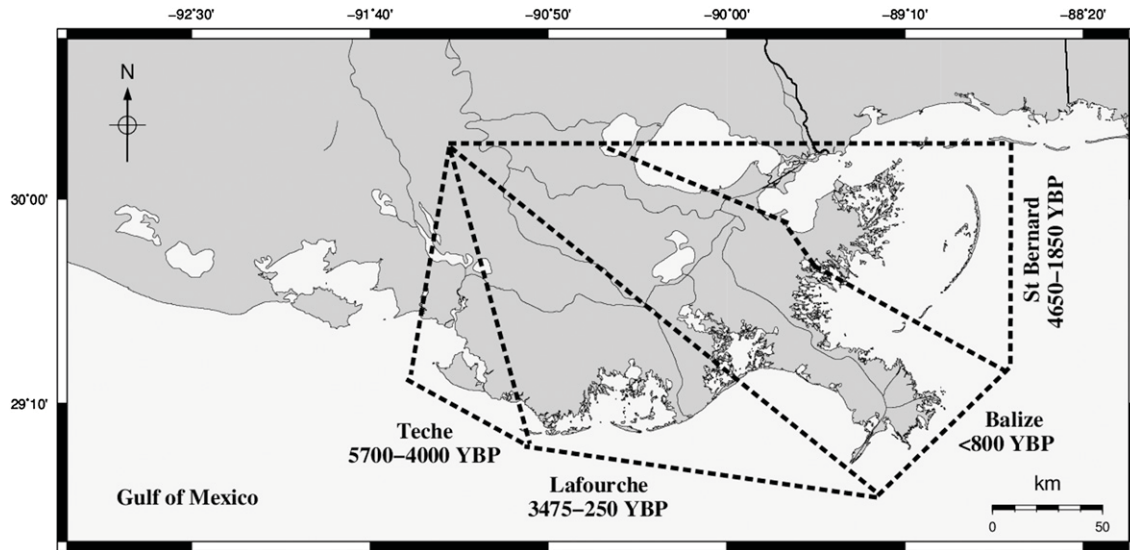 −92°30'
−91°40'
−90°50'
−90°00'
−89°10'
−88°20'
N
30°00'
29°10'
St Bernard
4650–1850 YBP
Teche
5700–4000 YBP
Balize
<800 YBP
Lafourche
3475–250 YBP
Gulf of Mexico
km
0
50